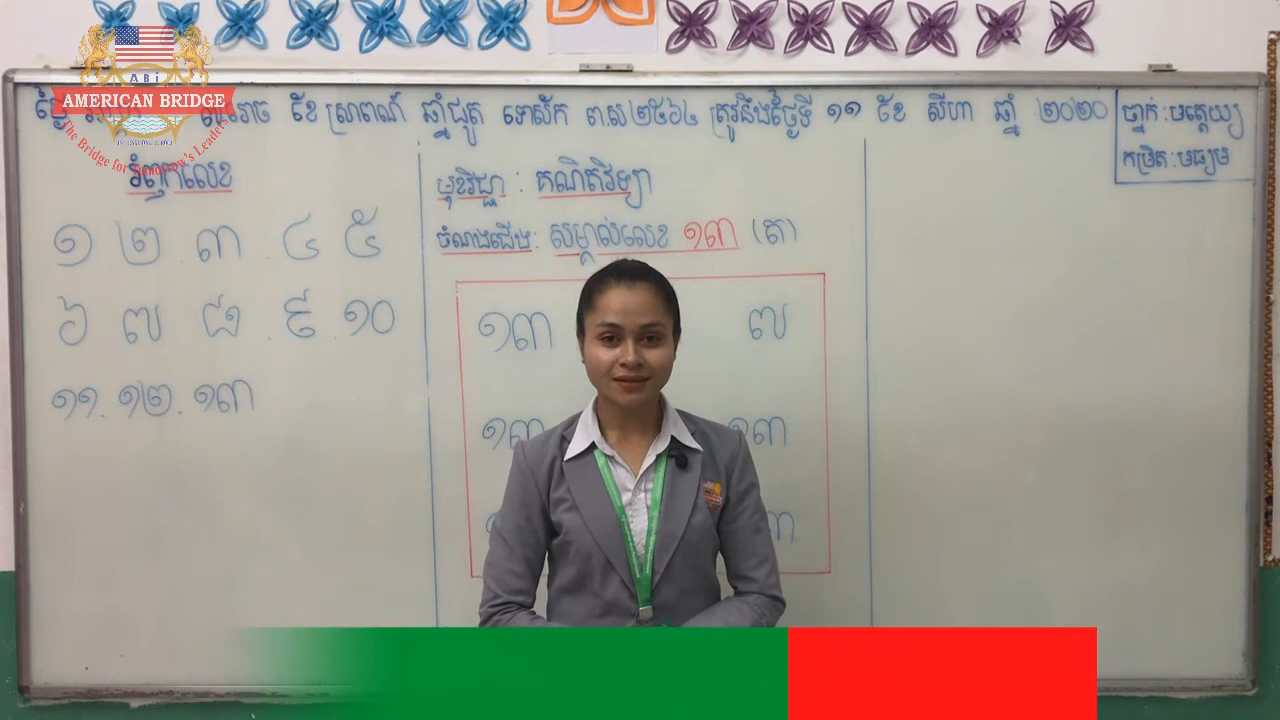 ABi
AMERICAN BRIDGE
The Bridge for Tomorrow's Leaders
ខែ ស្រាពណ៍ ឆ្នាំជូត ទោស័ក ព.ស ២៥៦៤ ត្រូវនឹងថ្ងៃទី ១១ ខែ សីហា ឆ្នាំ ២០២០
ថ្នាក់ : មត្តេយ្យ
កម្រិត : មធ្យម
រំព្ញកលេខ
១ ២ ៣ ៤ ៥
៦ ៧ ៨ ៩ ១០
១១ ១២ ១៣
មុខវិជ្ជា : គណិតវិទ្យា
ចំណងជើង : សម្គាល់លេខ ១៣ (ត)
១៣ ៧
១៣ ១៣